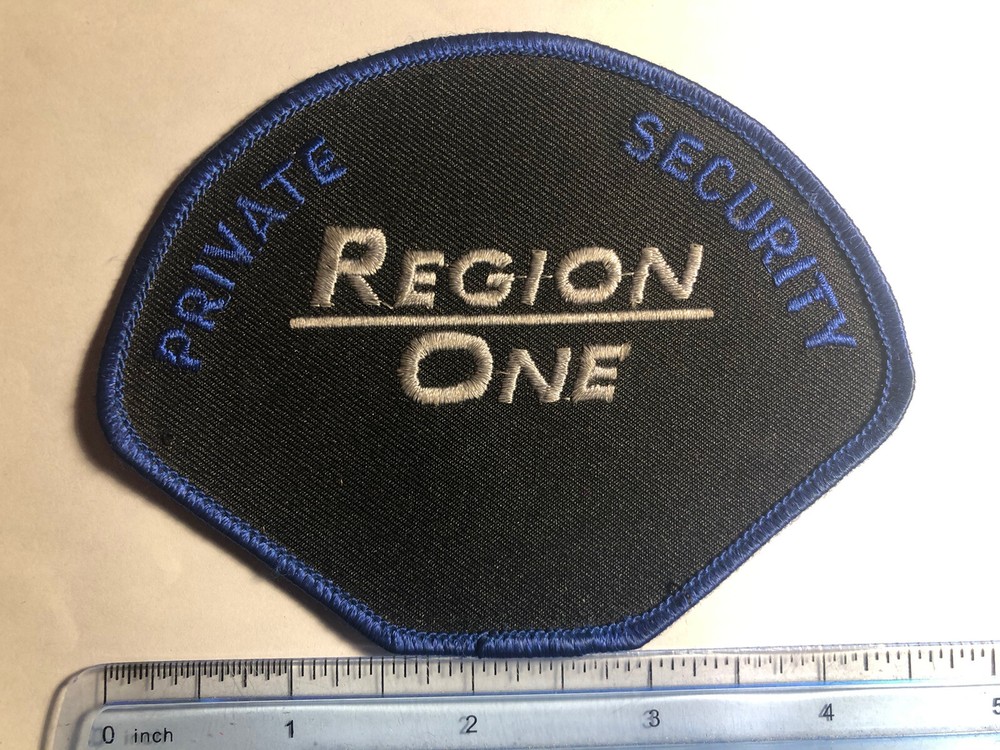 PRIVATE SECURITY
REGION
ONE
0 inch 1 2 3 4 5